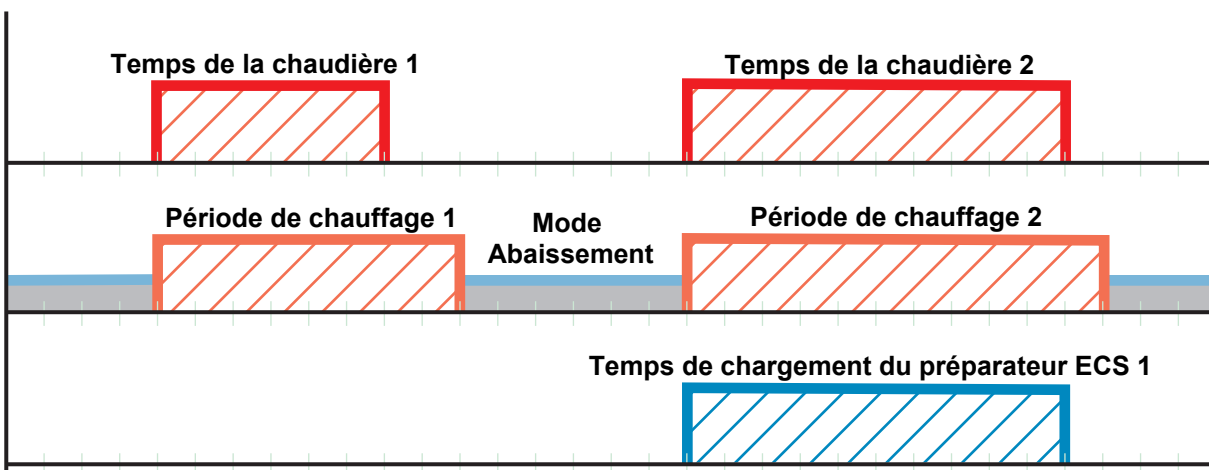 Temps de la chaudière 1
Temps de la chaudière 2
Période de chauffage 1
Mode
Abaissement
Période de chauffage 2
Temps de chargement du préparateur ECS 1